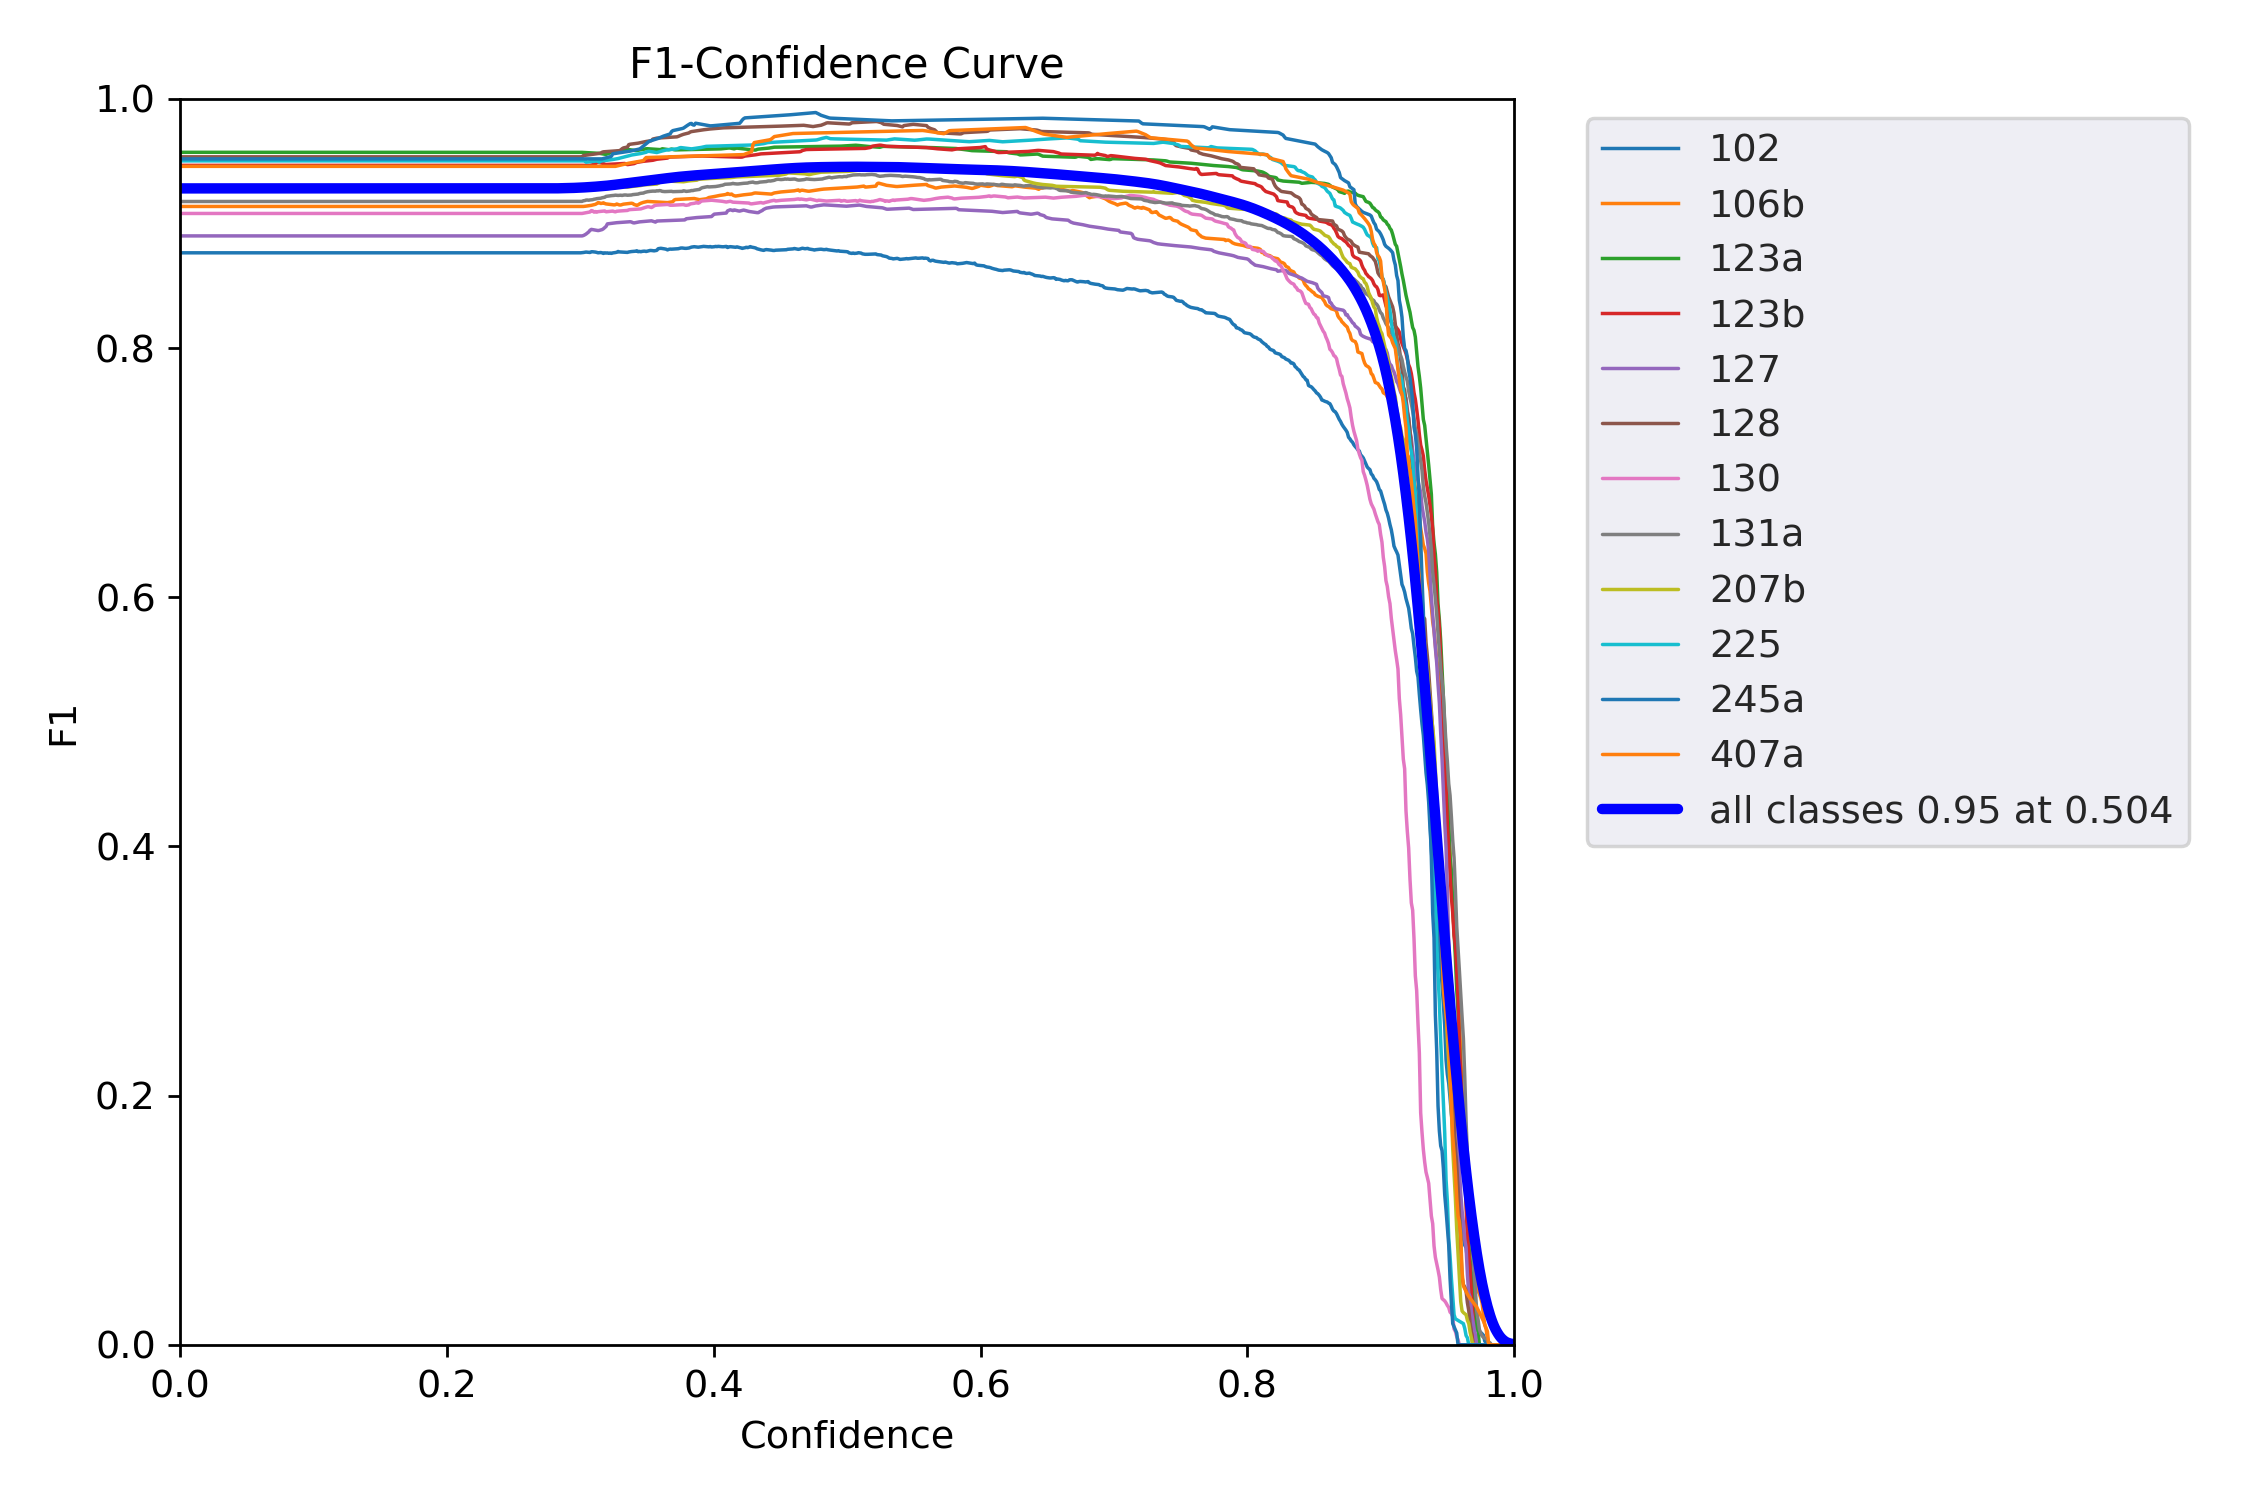 F1-Confidence Curve
1.0
0.8
0.6
0.4
0.2
0.0
F1
0.0 0.2 0.4 0.6 0.8 1.0
Confidence
102
106b
123a
123b
127
128
130
131a
207b
225
245a
407a
all classes 0.95 at 0.504